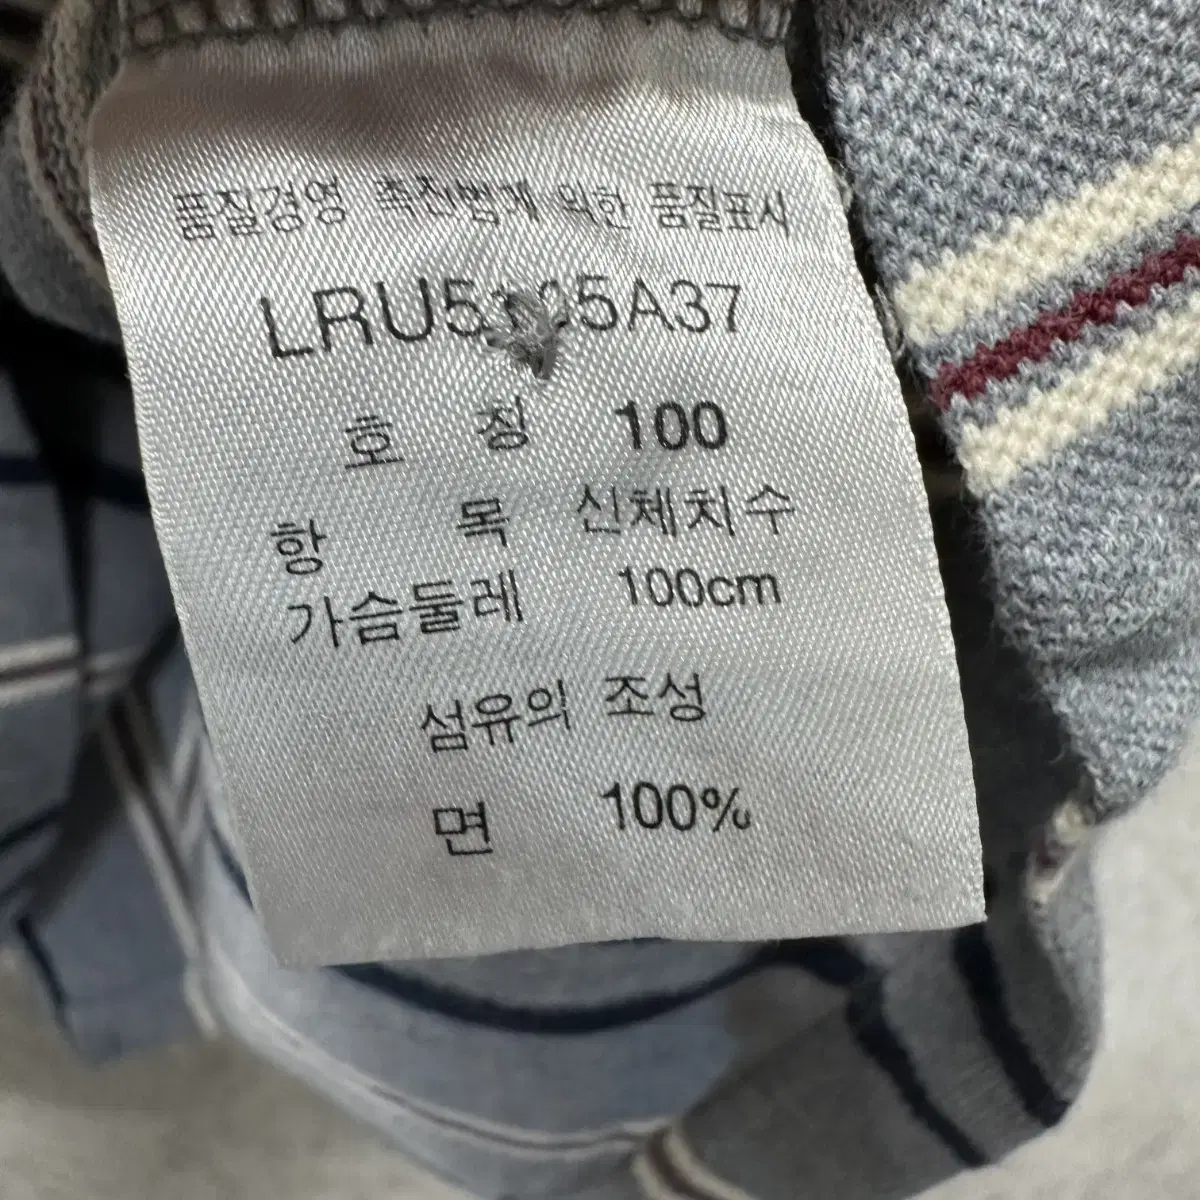 품질경영 촉진법에 의한 품질표시
호 칭 100
항 목 신체치수
가슴둘레 100cm
섬유의 조성
면 100%